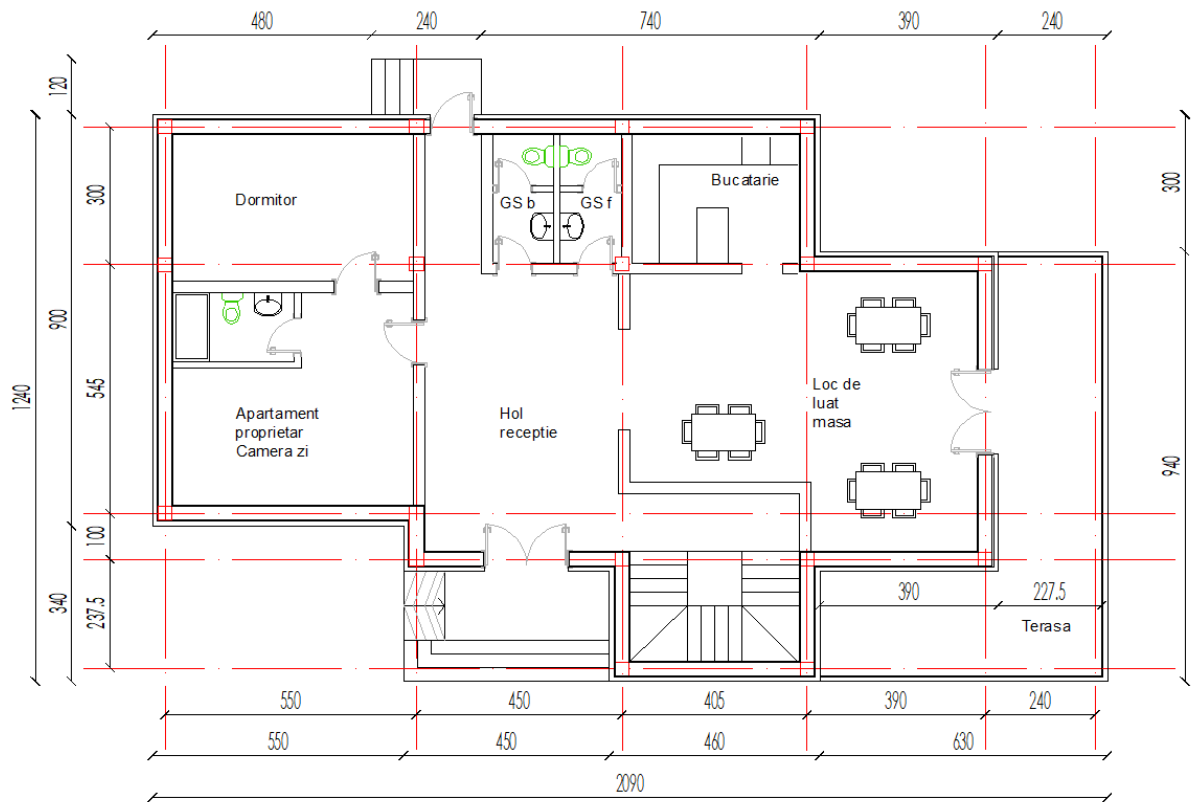 480 240 740 390 240
120
300
900
1240
545
100
340
237.5
300
940
Dormitor
GS b
GS f
Bucatarie
Apartament
proprietar
Camera zi
Hol
receptie
Loc de
luat
masa
390 227.5
Terasa
550 450 405 390 240
550 450 460 630
2090